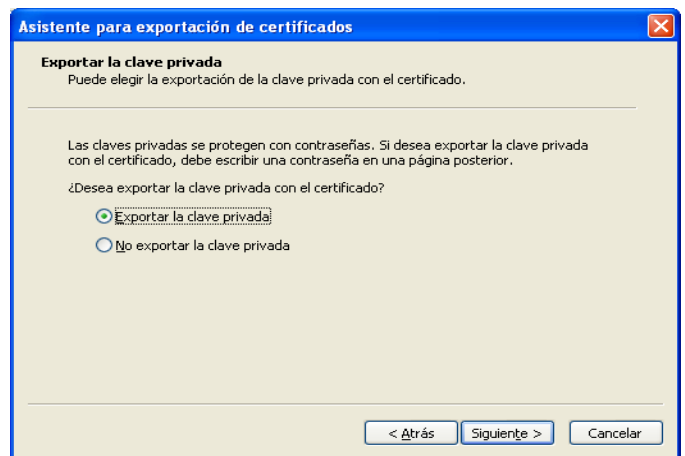 Asistente para exportación de certificados
Exportar la clave privada
Puede elegir la exportación de la clave privada con el certificado.
Las claves privadas se protegen con contraseñas. Si desea exportar la clave privada
con el certificado, debe escribir una contraseña en una página posterior.
¿Desea exportar la clave privada con el certificado?
Exportar la clave privada
No exportar la clave privada
< Atrás Siguiente > Cancelar